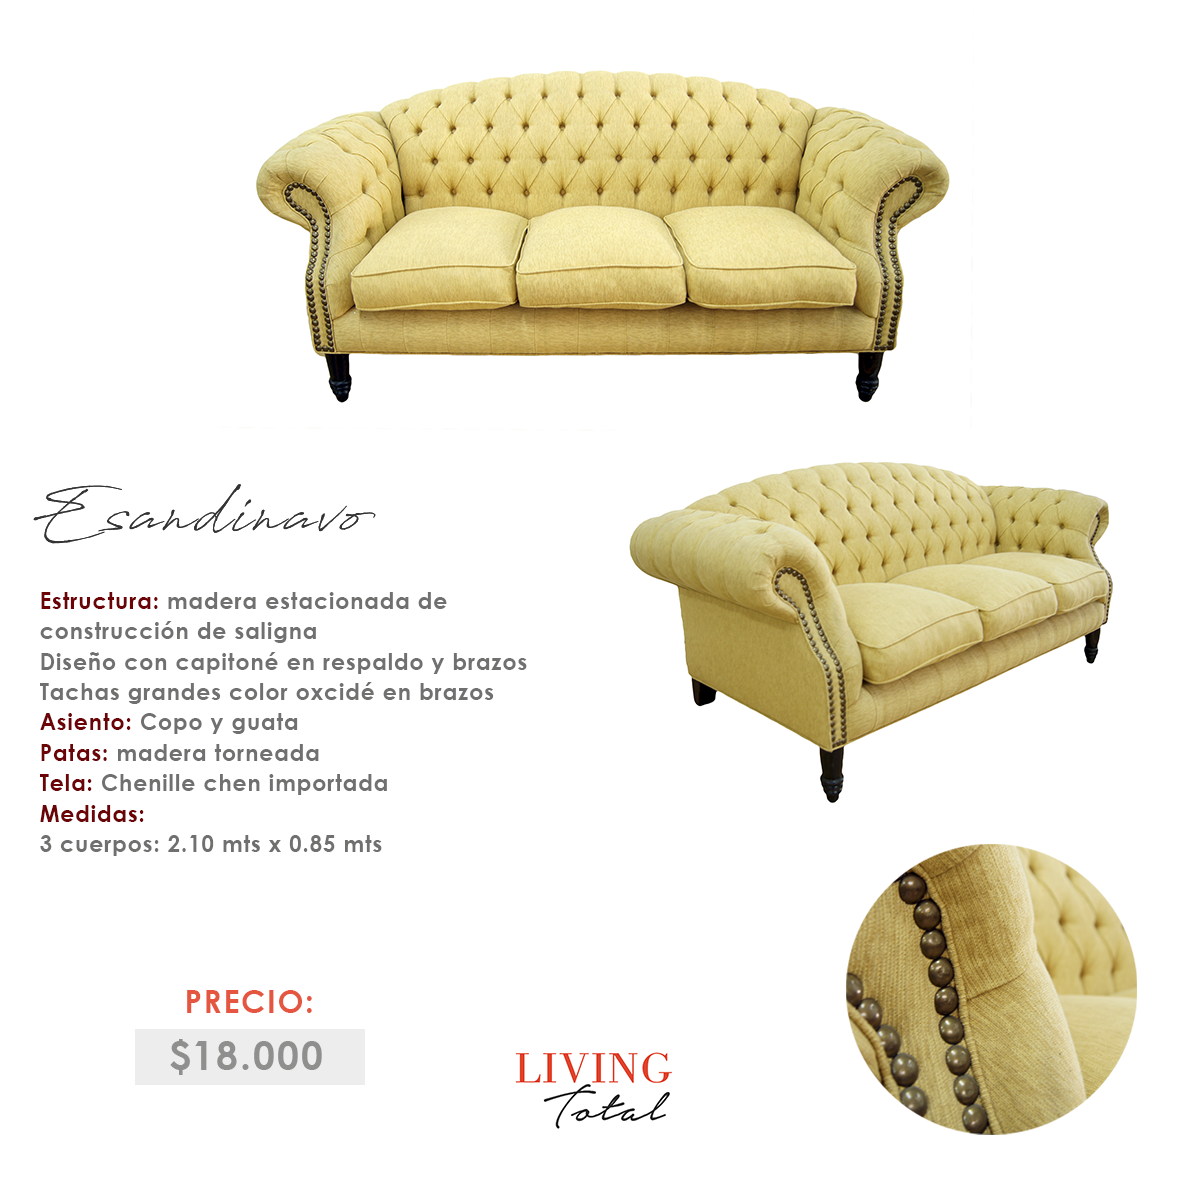 Esandinavo
Estructura: madera estacionada de
construcción de saligna
Diseño con capitoné en respaldo y brazos
Tachas grandes color oxcidé en brazos
Asiento: Copo y guata
Patas: madera torneada
Tela: Chenille chen importada
Medidas:
3 cuerpos: 2.10 mts x 0.85 mts
PRECIO:
$18.000
LIVING
Total